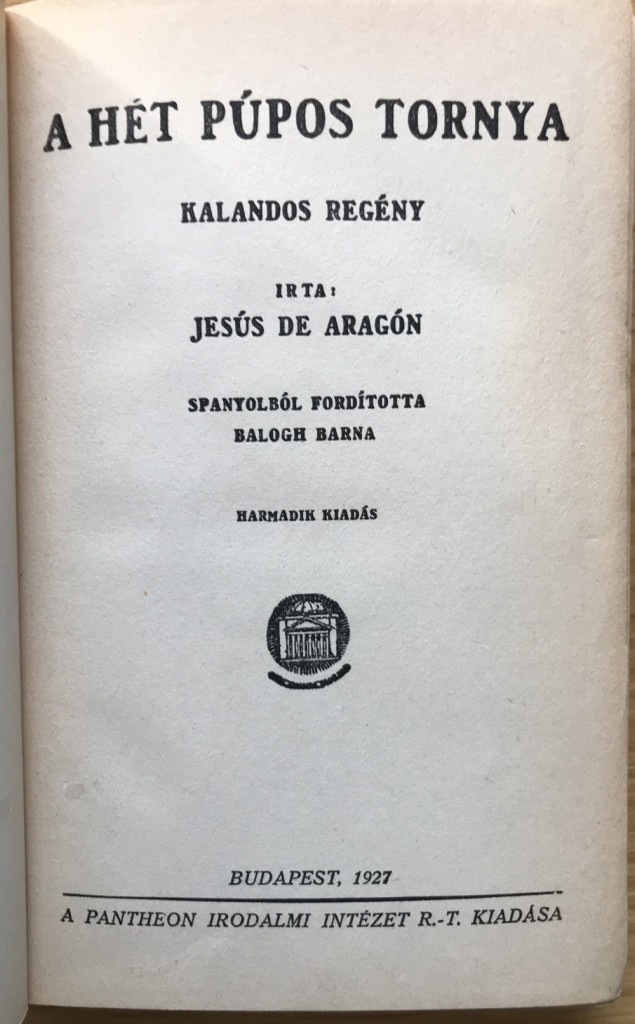 A HÉT PÚPOS TORNYA
KALANDOS REGÉNY
IRTA:
JESÚS DE ARAGÓN
SPANYOLBÓL FORDÍTOTTA
BALOGH BARNA
HARMADIK KIADÁS
BUDAPEST, 1927
A PANTHEON IRODALMI INTÉZET R.-T. KIADÁSA